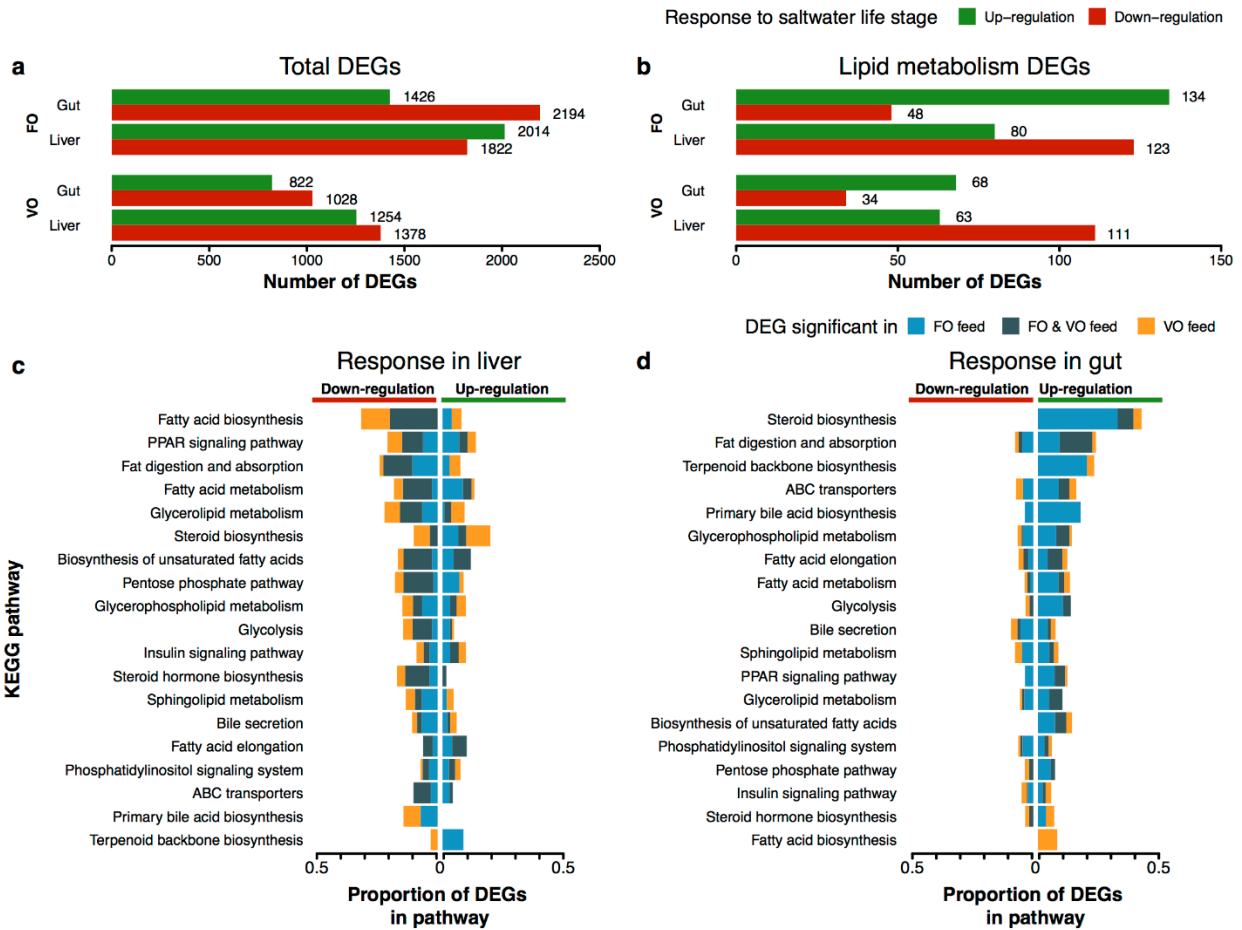 Response to saltwater life stage Up−regulation Down−regulation
a Total DEGs
FO
Gut 1426
2194
Liver 2014
1822
VO
Gut 822
1028
Liver 1254
1378
0 500 1000 1500 2000 2500
Number of DEGs
b Lipid metabolism DEGs
FO
Gut 134
48
Liver 80
123
VO
Gut 68
34
Liver 63
111
0 50 100 150
Number of DEGs
DEG significant in FO feed FO & VO feed VO feed
c Response in liver
Down−regulation Up−regulation
KEGG pathway
Fatty acid biosynthesis
PPAR signaling pathway
Fat digestion and absorption
Fatty acid metabolism
Glycerolipid metabolism
Steroid biosynthesis
Biosynthesis of unsaturated fatty acids
Pentose phosphate pathway
Glycerophospholipid metabolism
Glycolysis
Insulin signaling pathway
Steroid hormone biosynthesis
Sphingolipid metabolism
Bile secretion
Fatty acid elongation
Phosphatidylinositol signaling system
ABC transporters
Primary bile acid biosynthesis
Terpenoid backbone biosynthesis
0.5 0 0.5
Proportion of DEGs
in pathway
d Response in gut
Down−regulation Up−regulation
Steroid biosynthesis
Fat digestion and absorption
Terpenoid backbone biosynthesis
ABC transporters
Primary bile acid biosynthesis
Glycerophospholipid metabolism
Fatty acid elongation
Fatty acid metabolism
Glycolysis
Bile secretion
Sphingolipid metabolism
PPAR signaling pathway
Glycerolipid metabolism
Biosynthesis of unsaturated fatty acids
Phosphatidylinositol signaling system
Pentose phosphate pathway
Insulin signaling pathway
Steroid hormone biosynthesis
Fatty acid biosynthesis
0.5 0 0.5
Proportion of DEGs
in pathway